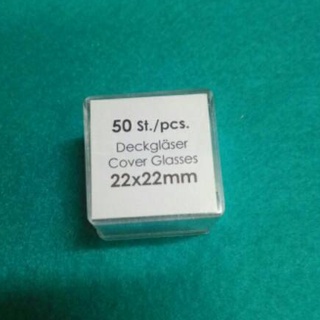 50 St./pcs.
Deckgläser
Cover Glasses
22x22mm